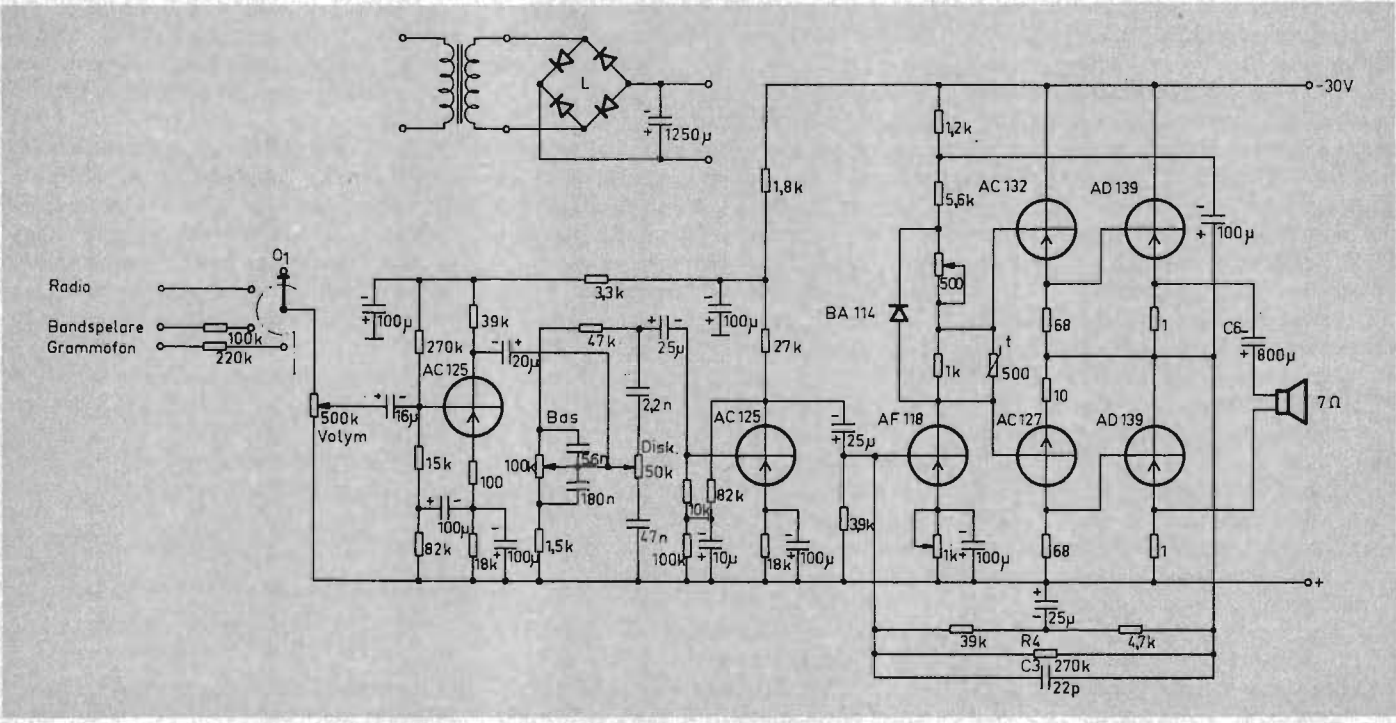 L
1250µ
-30V
1,2k
1,8k
5,6k
AC 132
AD 139
100µ
O1
Radio
Bandspelare
100k
Grammofon
220k
100µ
3,3k
100µ
500
BA 114
39k
270k
20µ
47k
25µ
27k
68
1
C6
800µ
AC 125
t
500
1k
10
16µ
500k
Volym
2,2n
7Ω
Bas
AC 125
25µ
AF 118
AC 127
AD 139
56n
Disk.
15k
100
100k
50k
180n
82k
10k
3,9k
100µ
47n
82k
18k
100µ
1,5k
100k
10µ
18k
100µ
1k
100µ
68
1
+
25µ
39k
4,7k
R4
270k
C3
22p